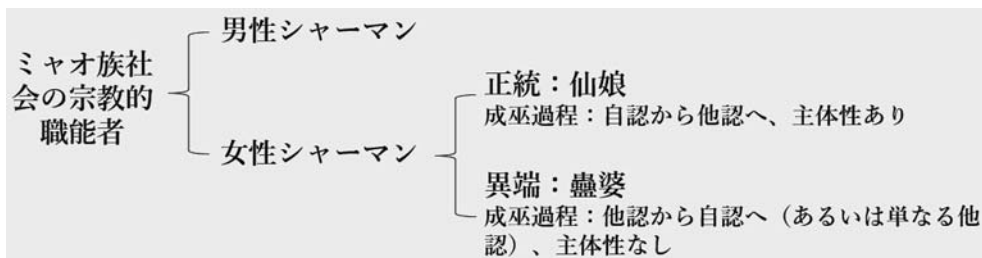 ミャオ族社
会の宗教的
職能者
男性シャーマン
女性シャーマン
正統：仙娘
成巫過程：自認から他認へ、主体性あり
異端：蠱婆
成巫過程：他認から自認へ（あるいは単なる他
認）、主体性なし